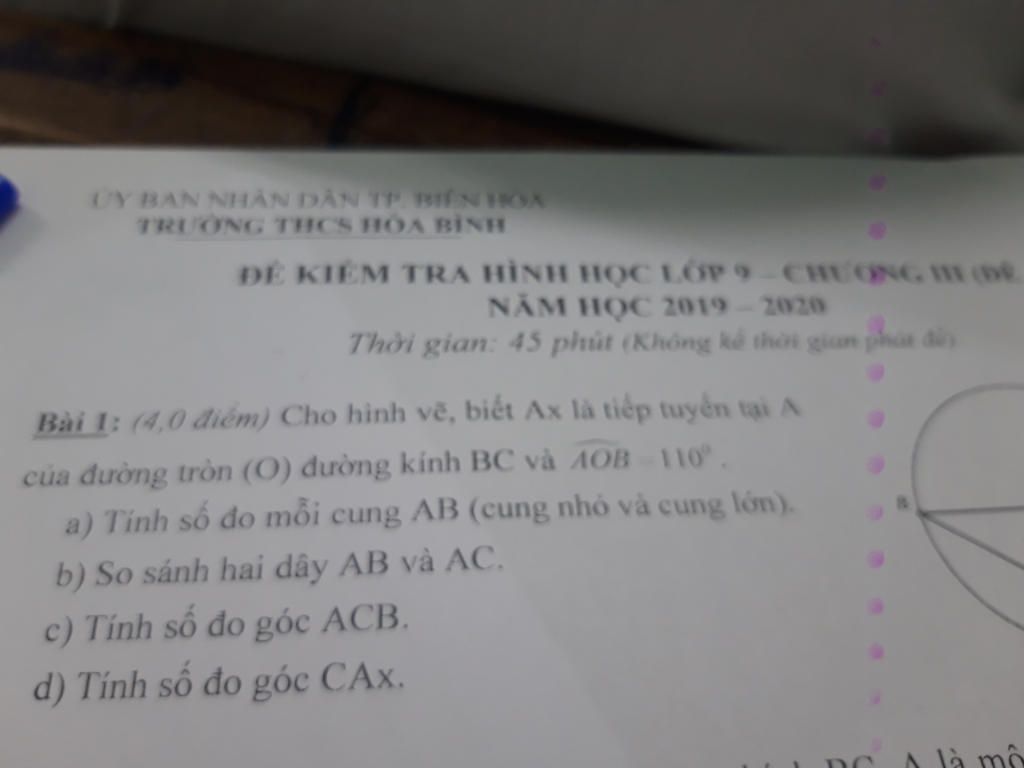 ỦY BAN NHÂN DÂN TP. BIÊN HÒA
TRƯỜNG THCS HÒA BÌNH
ĐỀ KIỂM TRA HÌNH HỌC LỚP 9 – CHƯƠNG III (ĐỀ
NĂM HỌC 2019 – 2020
Thời gian: 45 phút (Không kể thời gian phát đề)
Bài 1: (4,0 điểm) Cho hình vẽ, biết Ax là tiếp tuyến tại A
của đường tròn (O) đường kính BC và AOB = 110⁰ .
a) Tính số đo mỗi cung AB (cung nhỏ và cung lớn).
b) So sánh hai dây AB và AC.
c) Tính số đo góc ACB.
d) Tính số đo góc CAx.
B
BC. A là